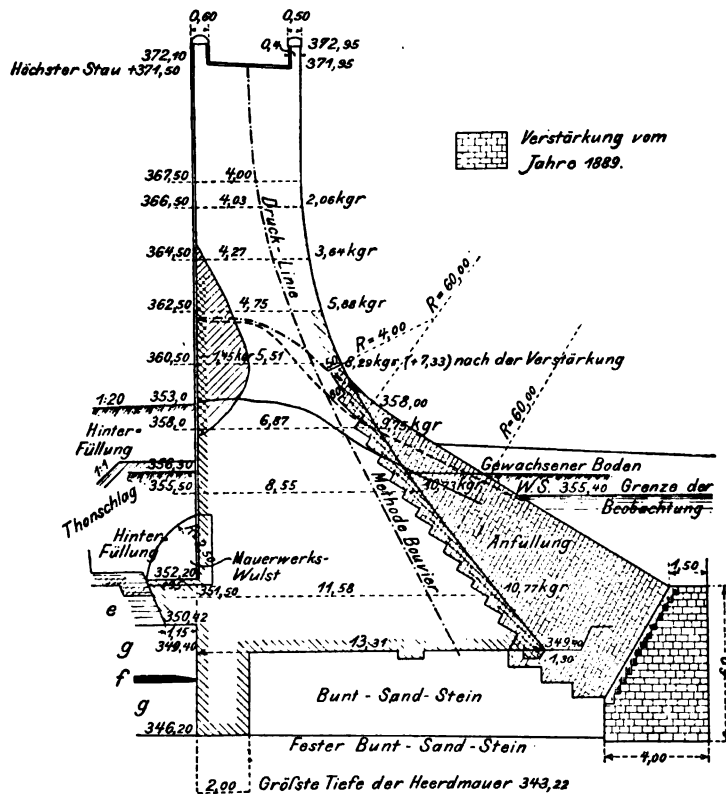 0,60
0,50
0,4
372,95
372,10
371,95
Höchster Stau +371,50
Verstärkung vom
Jahre 1889.
367,50
4,00
366,50
4,03
2,06 kgr
Druck-Linie
364,50
4,27
3,64 kgr
R=60,00
362,50
4,75
5,88 kgr
R=4,00
360,50
1,45 kgr
5,51
8,29 kgr (+7,33) nach der Verstärkung
1:20
353,0
358,00
R=60,00
Hinter=
Füllung
358,0
6,87
9,75 kgr
1:1
356,30
Gewachsener Boden
Thonschlag
355,50
8,55
10,73 kgr
W.S. 355,40
Grenze der
Beobachtung
Methode Bouvier
Hinter=
Füllung
Anfüllung
Mauerwerks-
Wulst
352,20
351,50
11,58
10,77 kgr
1,50
e
350,42
1,15
g
349,40
13,31
349,40
1,30
f
g
Bunt-Sand-Stein
346,20
Fester Bunt-Sand-Stein
4,00
2,00
Größste Tiefe der Heerdmauer 343,22